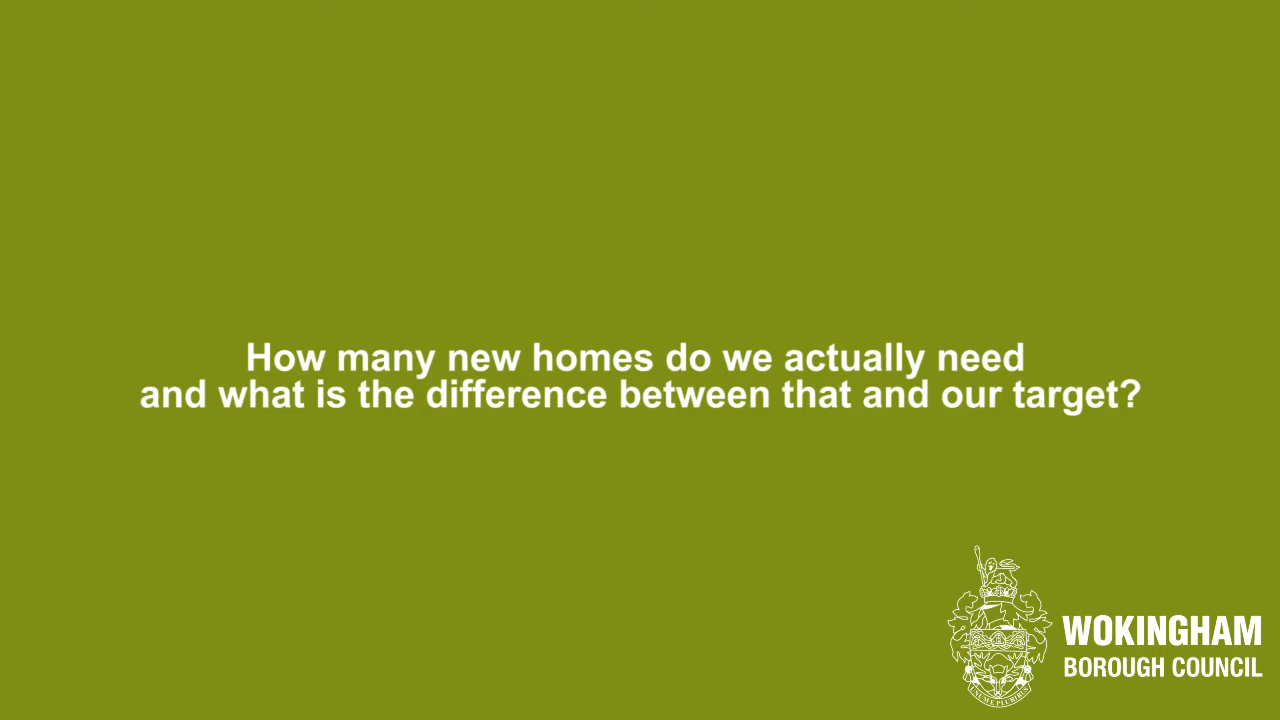 How many new homes do we actually need
and what is the difference between that and our target?
WOKINGHAM
BOROUGH COUNCIL
E PLURIBUS